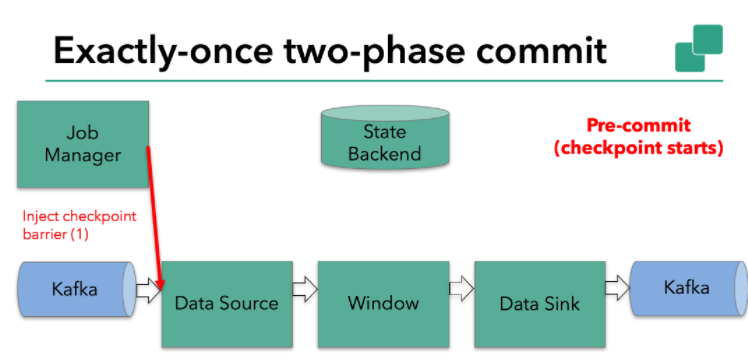 Exactly-once two-phase commit
Job
Manager
State
Backend
Pre-commit
(checkpoint starts)
Inject checkpoint
barrier (1)
Kafka
Data Source
Window
Data Sink
Kafka